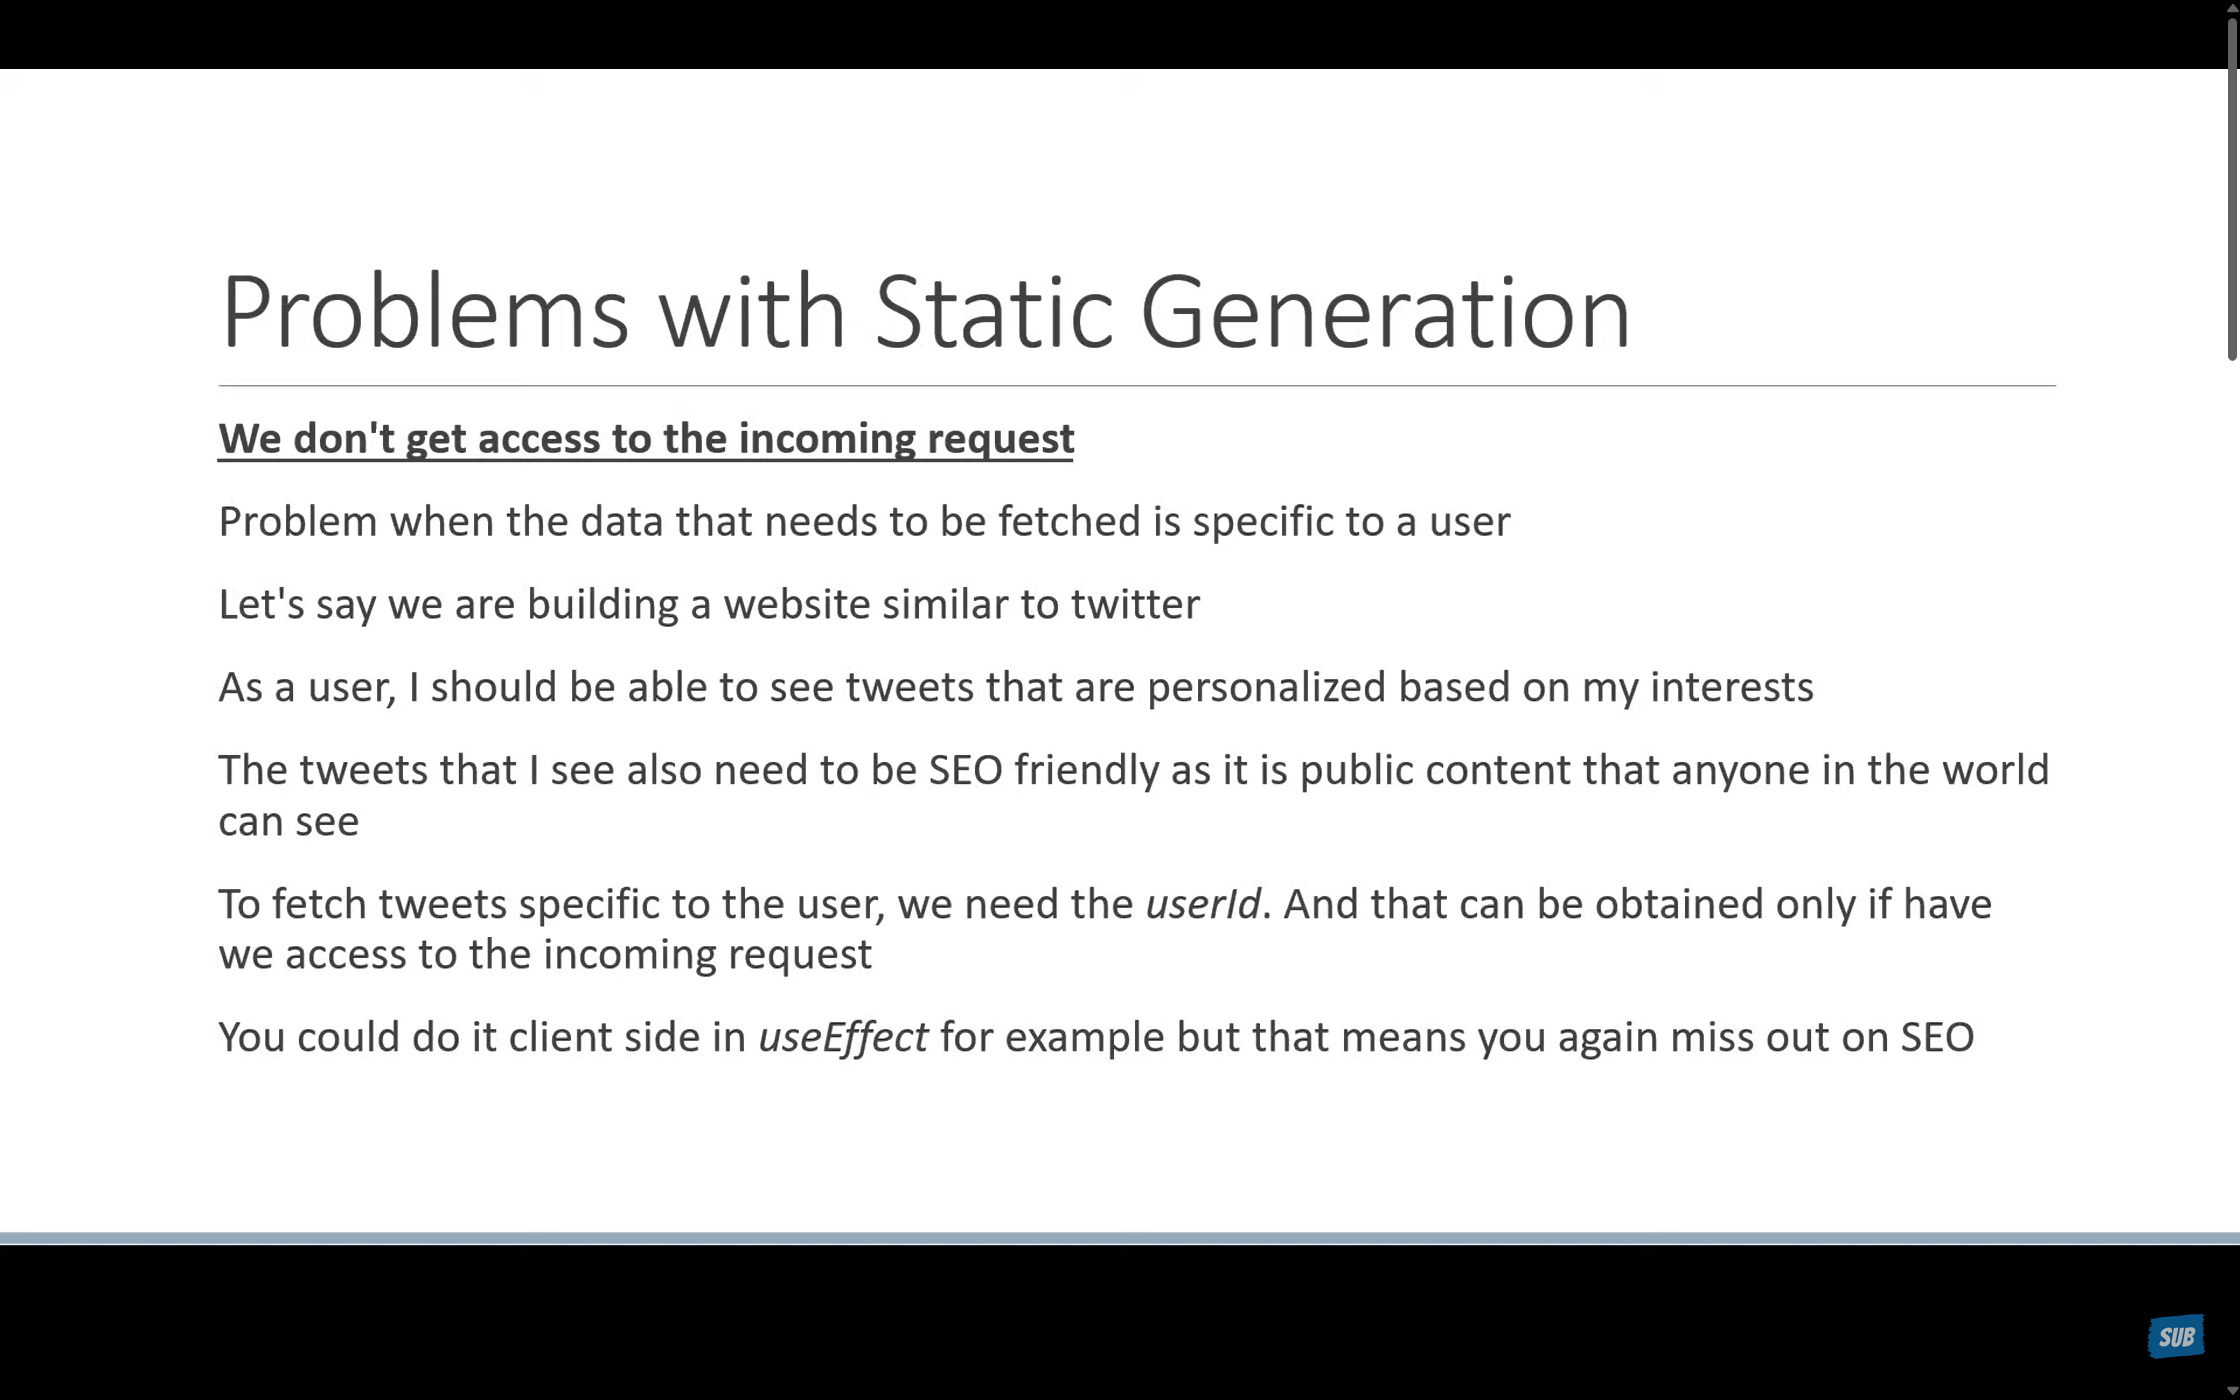 Problems with Static Generation
We don't get access to the incoming request
Problem when the data that needs to be fetched is specific to a user
Let's say we are building a website similar to twitter
As a user, I should be able to see tweets that are personalized based on my interests
The tweets that I see also need to be SEO friendly as it is public content that anyone in the world
can see
To fetch tweets specific to the user, we need the userId. And that can be obtained only if have
we access to the incoming request
You could do it client side in useEffect for example but that means you again miss out on SEO
SUB